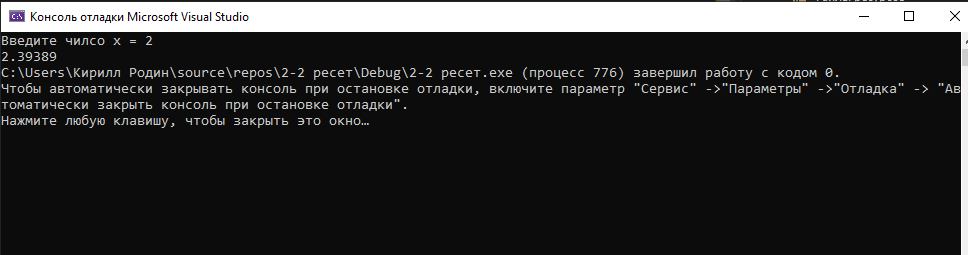 Консоль отладки Microsoft Visual Studio
Введите чилсо x = 2
2.39389
C:\Users\Кирилл Родин\source\repos\2-2 ресет\Debug\2-2 ресет.exe (процесс 776) завершил работу с кодом 0.
Чтобы автоматически закрывать консоль при остановке отладки, включите параметр "Сервис" ->"Параметры" ->"Отладка" -> "Ав
томатически закрыть консоль при остановке отладки".
Нажмите любую клавишу, чтобы закрыть это окно…